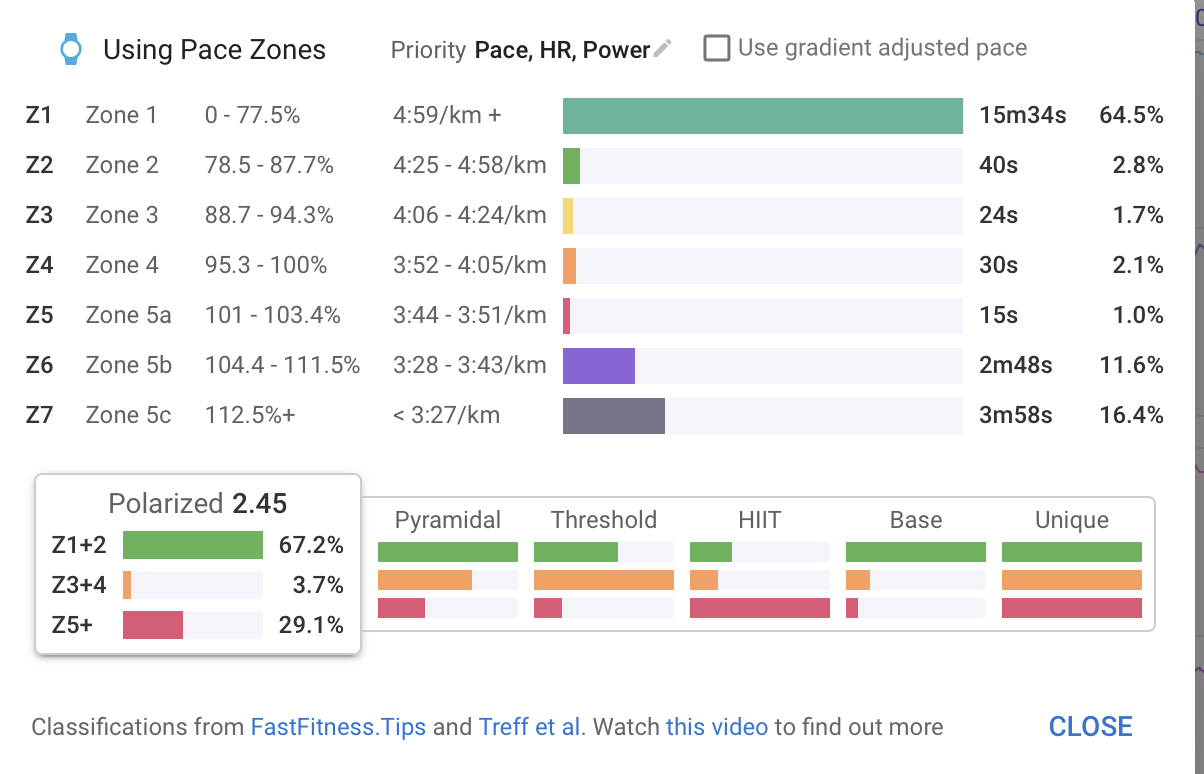 Using Pace Zones Priority Pace, HR, Power Use gradient adjusted pace
Z1 Zone 1 0 - 77.5% 4:59/km + 15m34s 64.5%
Z2 Zone 2 78.5 - 87.7% 4:25 - 4:58/km 40s 2.8%
Z3 Zone 3 88.7 - 94.3% 4:06 - 4:24/km 24s 1.7%
Z4 Zone 4 95.3 - 100% 3:52 - 4:05/km 30s 2.1%
Z5 Zone 5a 101 - 103.4% 3:44 - 3:51/km 15s 1.0%
Z6 Zone 5b 104.4 - 111.5% 3:28 - 3:43/km 2m48s 11.6%
Z7 Zone 5c 112.5%+ < 3:27/km 3m58s 16.4%
Polarized 2.45
Z1+2 67.2%
Z3+4 3.7%
Z5+ 29.1%
Pyramidal Threshold HIIT Base Unique
Classifications from FastFitness.Tips and Treff et al. Watch this video to find out more CLOSE